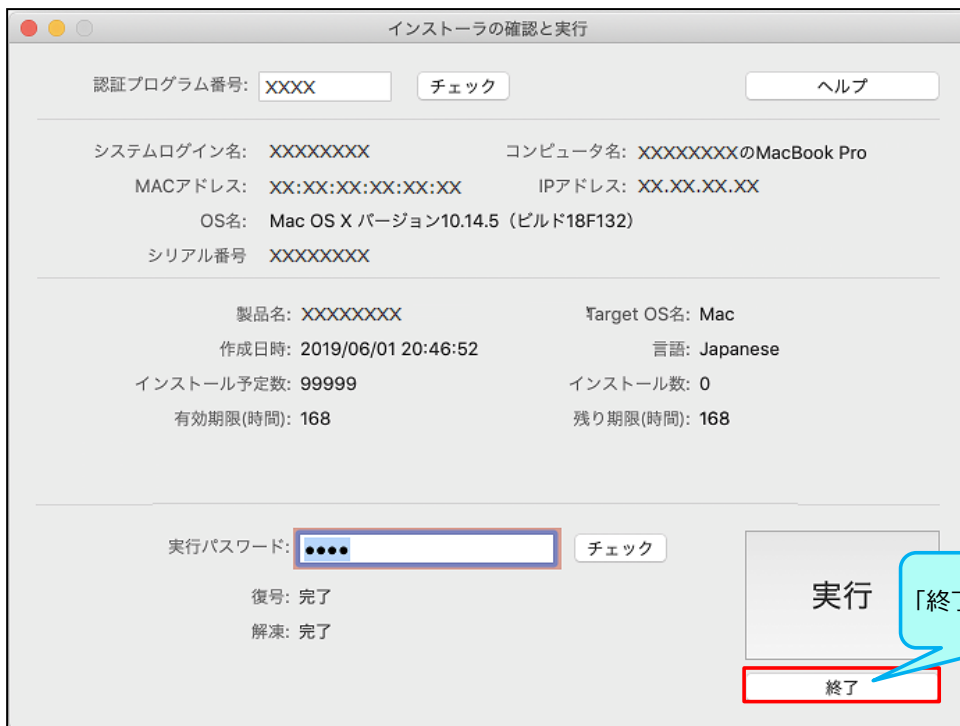 インストーラの確認と実行
認証プログラム番号: XXXX チェック ヘルプ
システムログイン名: XXXXXXXX コンピュータ名: XXXXXXXXのMacBook Pro
MACアドレス: XX:XX:XX:XX:XX:XX IPアドレス: XX.XX.XX.XX
OS名: Mac OS X バージョン10.14.5（ビルド18F132）
シリアル番号 XXXXXXXX
製品名: XXXXXXXX Target OS名: Mac
作成日時: 2019/06/01 20:46:52 言語: Japanese
インストール予定数: 99999 インストール数: 0
有効期限(時間): 168 残り期限(時間): 168
実行パスワード: ●●●● チェック
復号: 完了
解凍: 完了
実行
「終了
終了